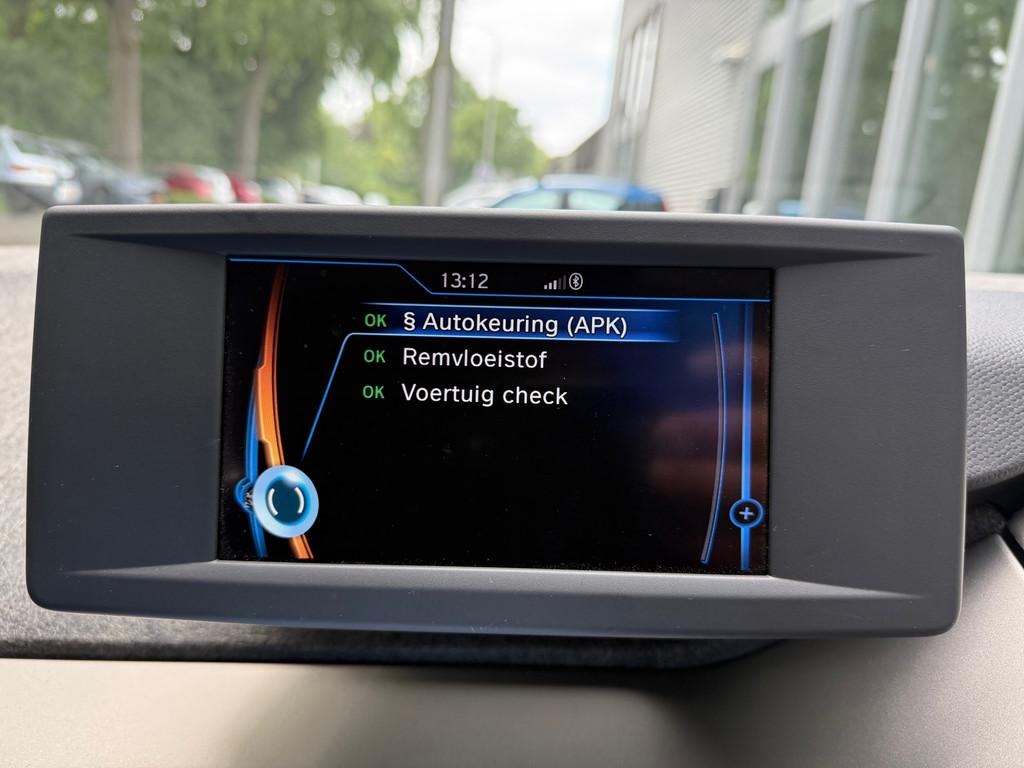 13:12
OK § Autokeuring (APK)
OK Remvloeistof
OK Voertuig check